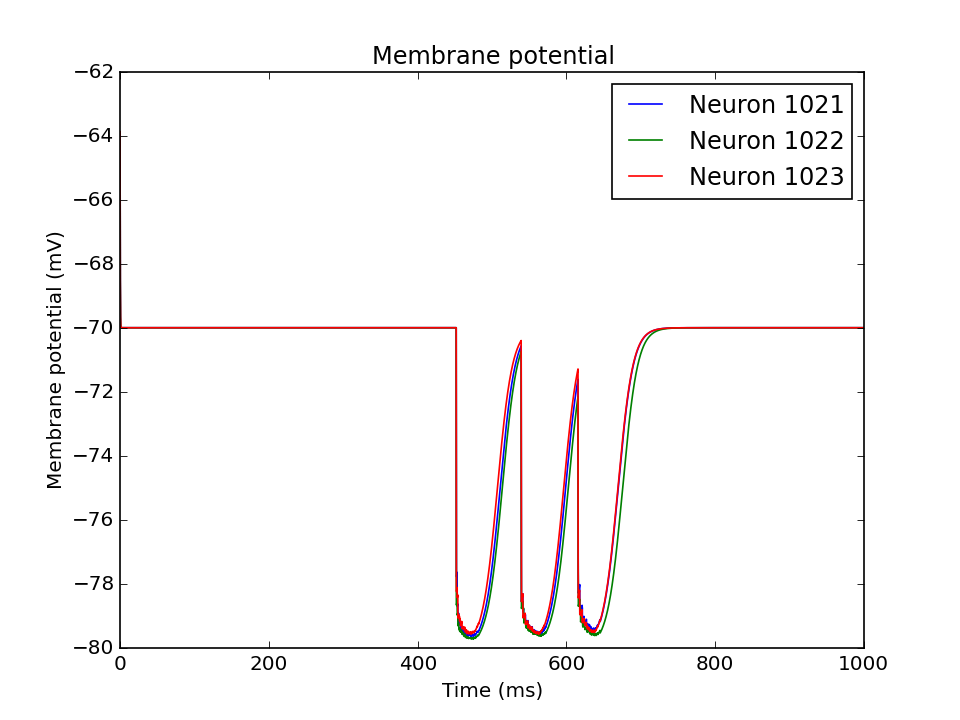 Membrane potential
−62
−64
−66
−68
−70
−72
−74
−76
−78
−80
Membrane potential (mV)
Neuron 1021
Neuron 1022
Neuron 1023
0 200 400 600 800 1000
Time (ms)